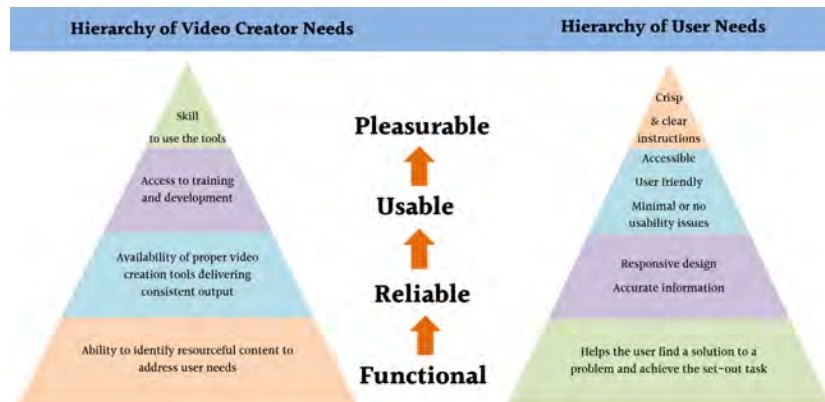 Hierarchy of Video Creator Needs
Skill
to use the tools
Access to training
and development
Availability of proper video
creation tools delivering
consistent output
Ability to identify resourceful content to
address user needs
Pleasurable
Usable
Reliable
Functional
Hierarchy of User Needs
Crisp
& clear
instructions
Accessible
User friendly
Minimal or no
usability issues
Responsive design
Accurate information
Helps the user find a solution to a
problem and achieve the set-out task